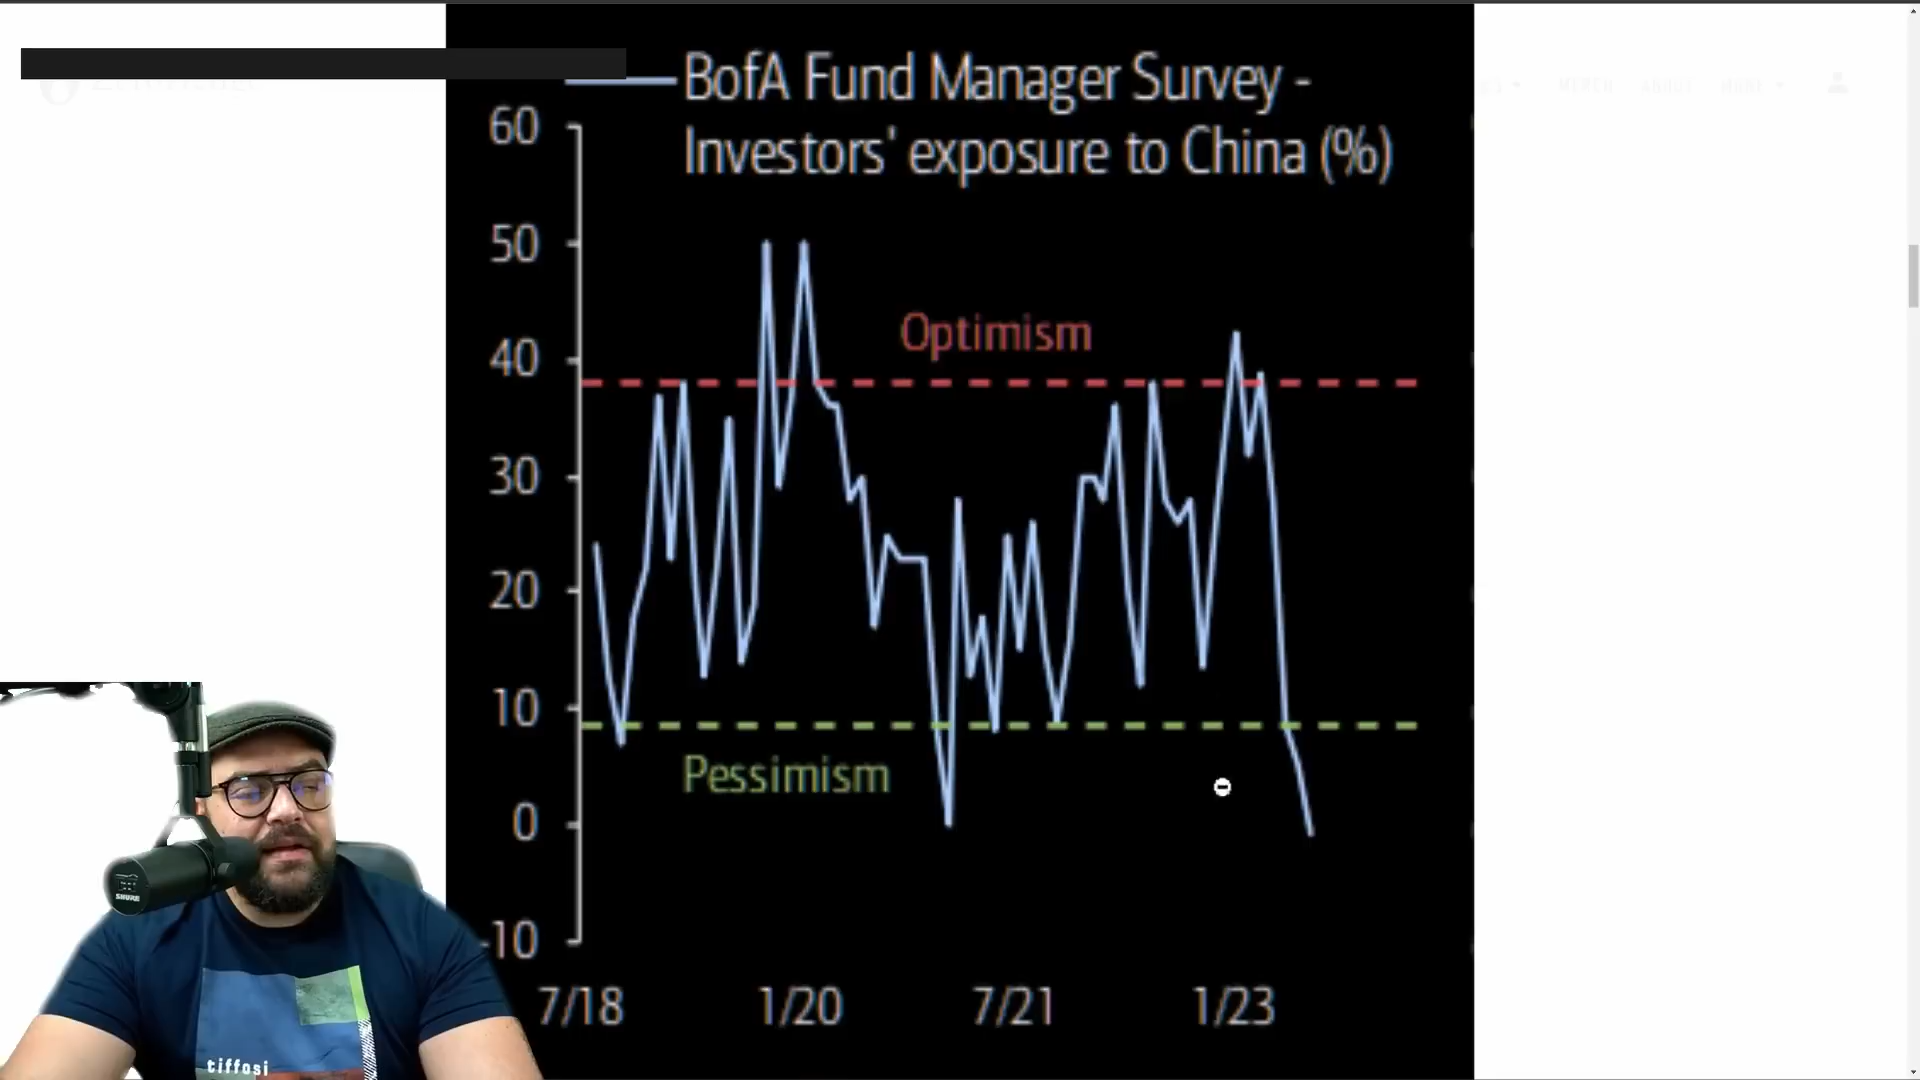 BofA Fund Manager Survey -
Investors' exposure to China (%)
60
50
40
30
20
10
0
-10
Optimism
Pessimism
7/18 1/20 7/21 1/23
SHURE
tiffosi